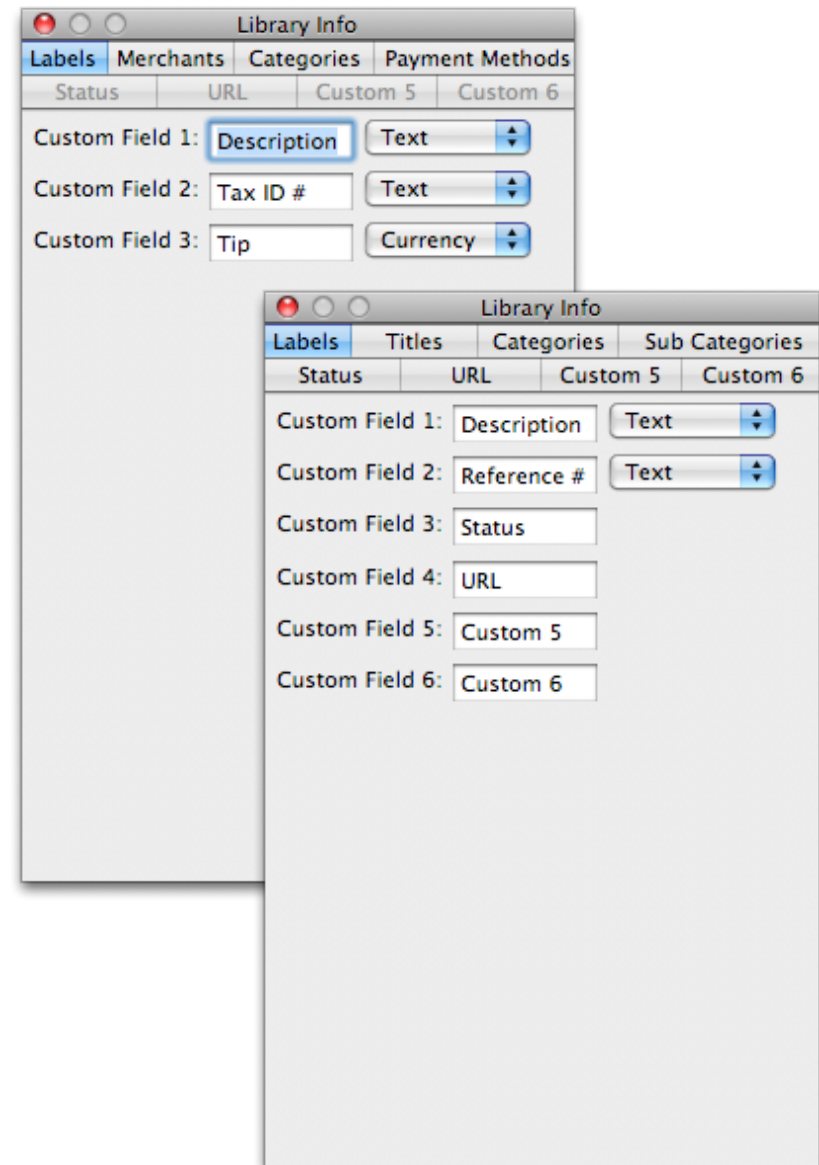 Library Info
Labels Merchants Categories Payment Methods
Status URL Custom 5 Custom 6
Custom Field 1: Description Text
Custom Field 2: Tax ID # Text
Custom Field 3: Tip Currency
Library Info
Labels Titles Categories Sub Categories
Status URL Custom 5 Custom 6
Custom Field 1: Description Text
Custom Field 2: Reference # Text
Custom Field 3: Status
Custom Field 4: URL
Custom Field 5: Custom 5
Custom Field 6: Custom 6